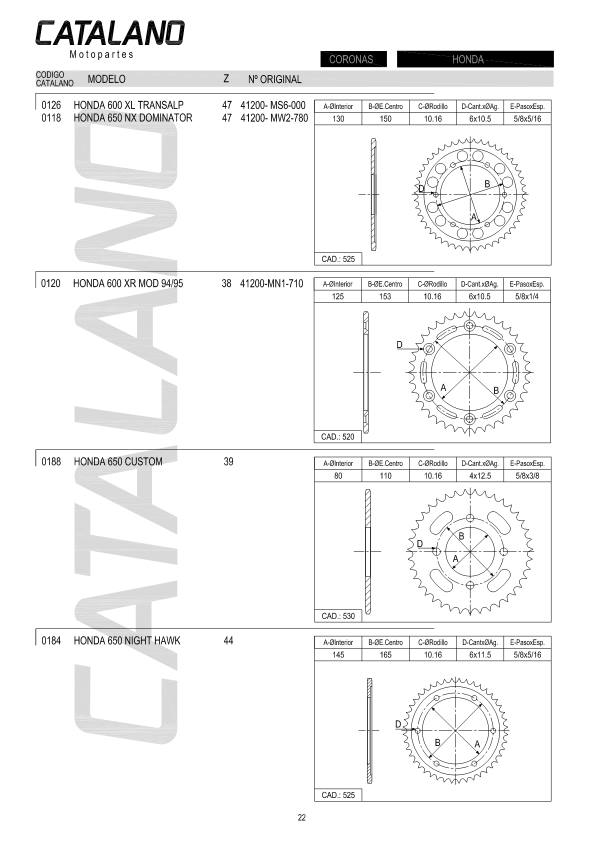 CATALANO
Motopartes
CORONAS HONDA
CODIGO CATALANO MODELO Z Nº ORIGINAL
0126 HONDA 600 XL TRANSALP 47 41200- MS6-000
0118 HONDA 650 NX DOMINATOR 47 41200- MW2-780
A-ØInterior B-ØE.Centro C-ØRodillo D-Cant.xØAg. E-PasoxEsp.
130 150 10.16 6x10.5 5/8x5/16
D B A
CAD.: 525
0120 HONDA 600 XR MOD 94/95 38 41200-MN1-710
A-ØInterior B-ØE.Centro C-ØRodillo D-Cant.xØAg. E-PasoxEsp.
125 153 10.16 6x10.5 5/8x1/4
D A B
CAD.: 520
0188 HONDA 650 CUSTOM 39
A-ØInterior B-ØE.Centro C-ØRodillo D-Cant.xØAg. E-PasoxEsp.
80 110 10.16 4x12.5 5/8x3/8
D B A
CAD.: 530
0184 HONDA 650 NIGHT HAWK 44
A-ØInterior B-ØE.Centro C-ØRodillo D-CantxØAg. E-PasoxEsp.
145 165 10.16 6x11.5 5/8x5/16
D B A
CAD.: 525
CATALANO
22